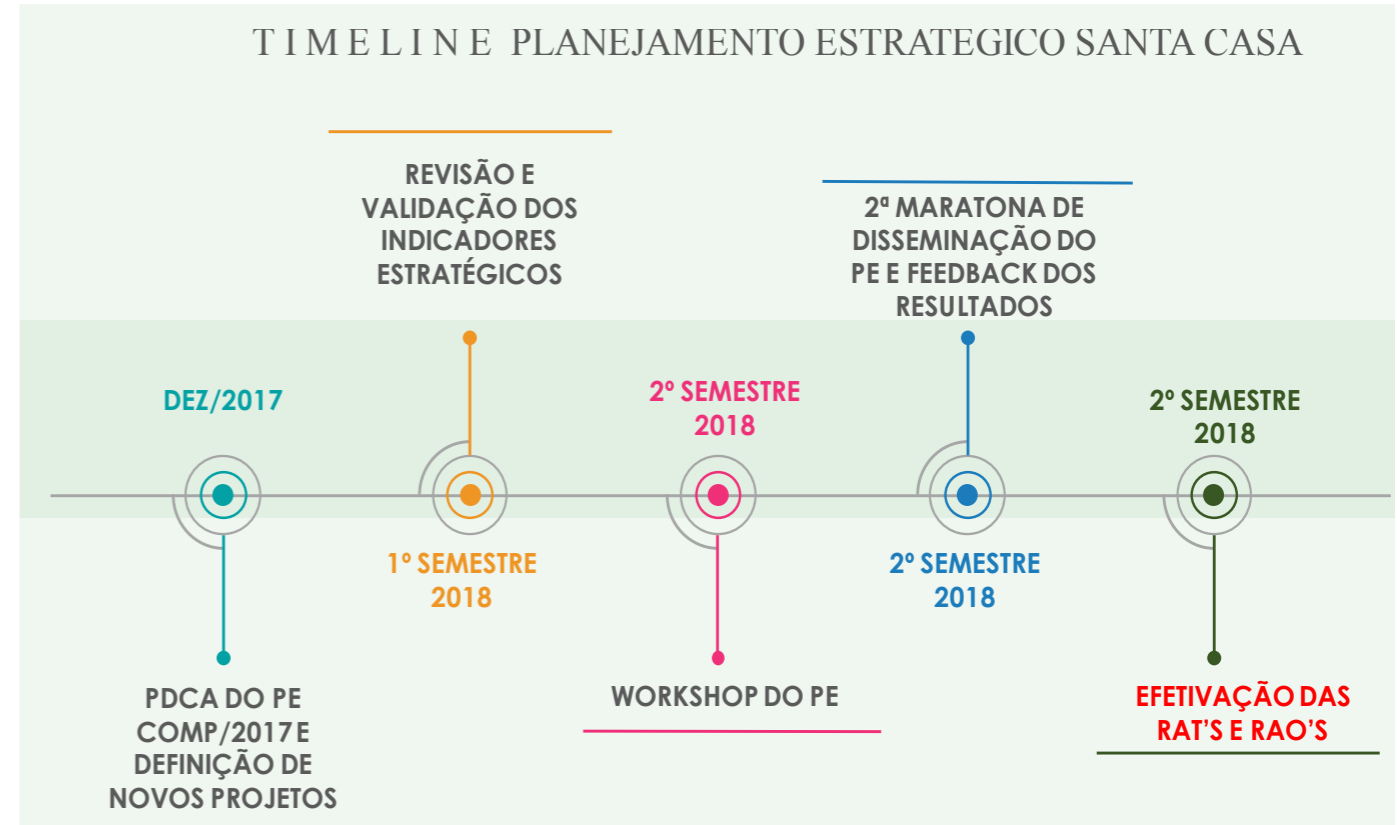 T I M E L I N E PLANEJAMENTO ESTRATEGICO SANTA CASA
REVISÃO E
VALIDAÇÃO DOS
INDICADORES
ESTRATÉGICOS
2ª MARATONA DE
DISSEMINAÇÃO DO
PE E FEEDBACK DOS
RESULTADOS
DEZ/2017
2º SEMESTRE
2018
2º SEMESTRE
2018
1º SEMESTRE
2018
2º SEMESTRE
2018
PDCA DO PE
COMP/2017 E
DEFINIÇÃO DE
NOVOS PROJETOS
WORKSHOP DO PE
EFETIVAÇÃO DAS
RAT'S E RAO'S